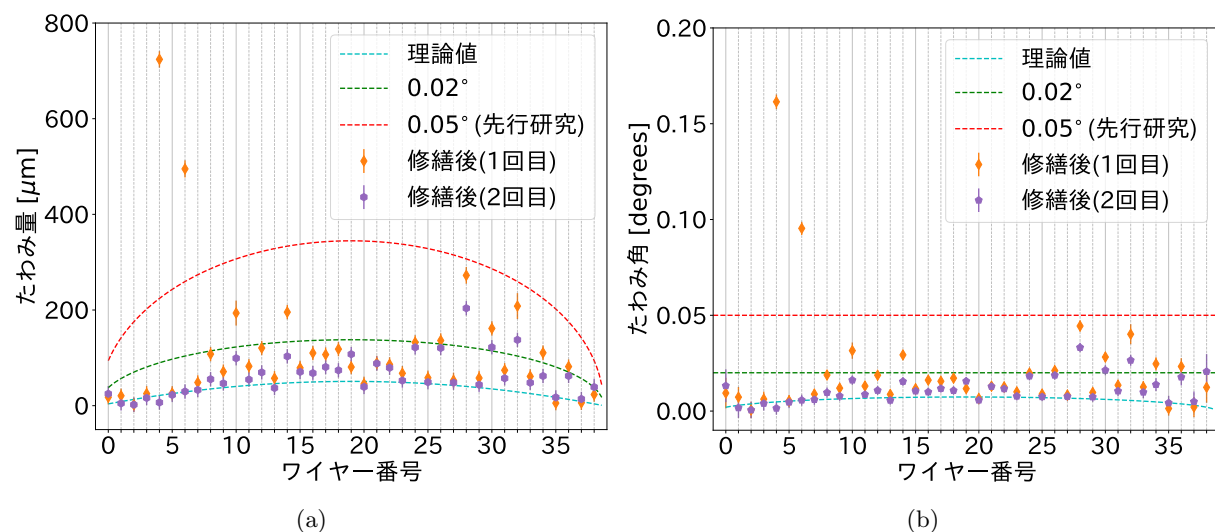 800
600
400
200
0
たわみ量 [μm]
理論値
0.02°
0.05° (先行研究)
修繕後(1回目)
修繕後(2回目)
0 5 10 15 20 25 30 35
ワイヤー番号
(a)
0.20
0.15
0.10
0.05
0.00
たわみ角 [degrees]
理論値
0.02°
0.05° (先行研究)
修繕後(1回目)
修繕後(2回目)
0 5 10 15 20 25 30 35
ワイヤー番号
(b)